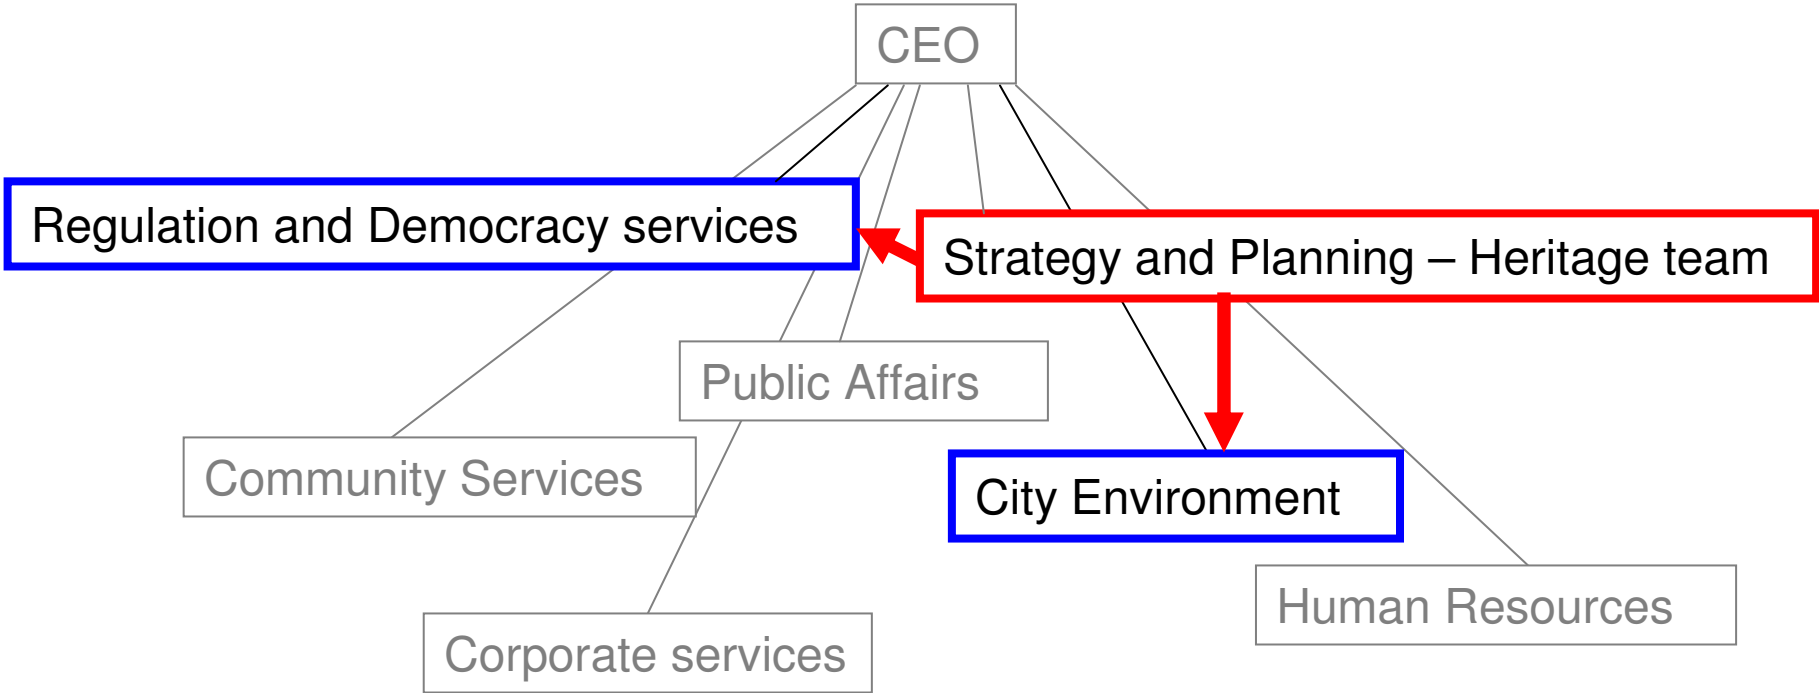 CEO
Regulation and Democracy services
Strategy and Planning – Heritage team
Public Affairs
Community Services
City Environment
Human Resources
Corporate services